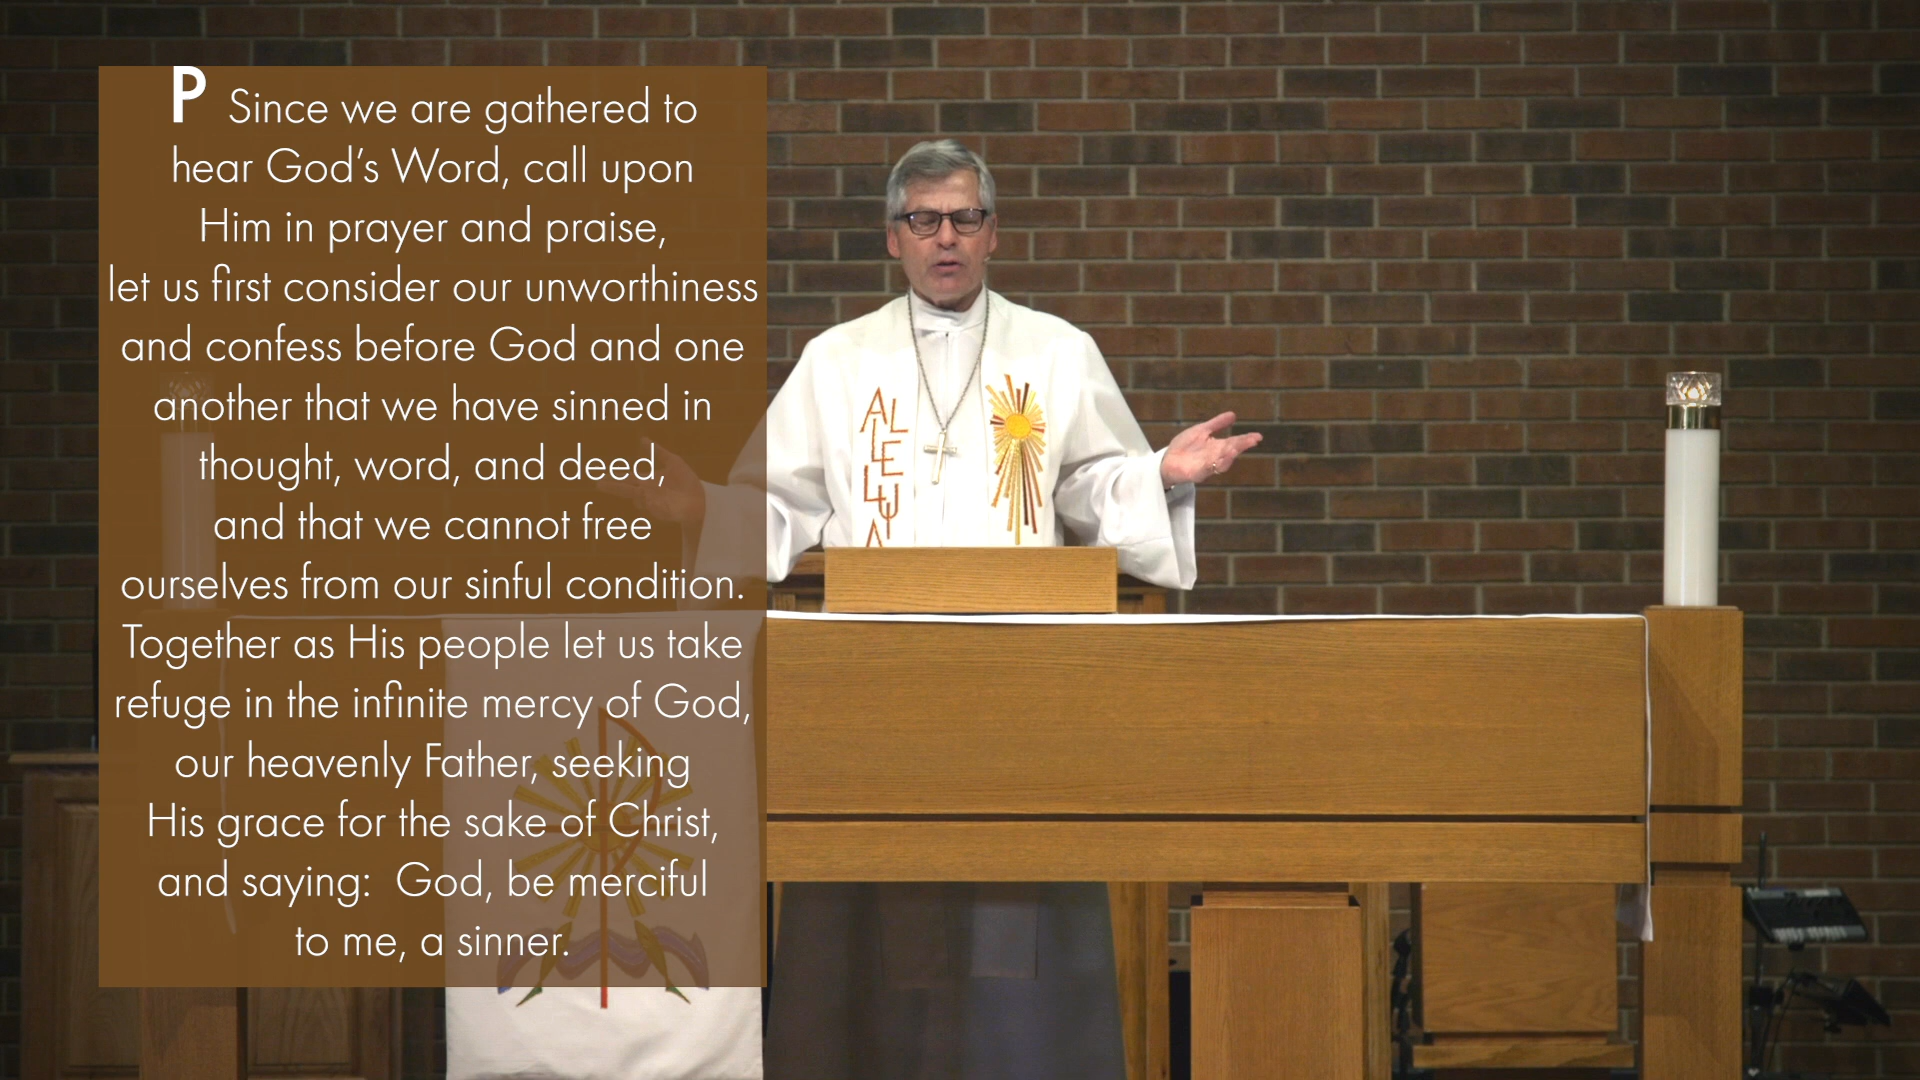 P Since we are gathered to
hear God's Word, call upon
Him in prayer and praise,
let us first consider our unworthiness
and confess before God and one
another that we have sinned in
thought, word, and deed,
and that we cannot free
ourselves from our sinful condition.
Together as His people let us take
refuge in the infinite mercy of God,
our heavenly Father, seeking
His grace for the sake of Christ,
and saying:  God, be merciful
to me, a sinner.
AL
LE
LU
A